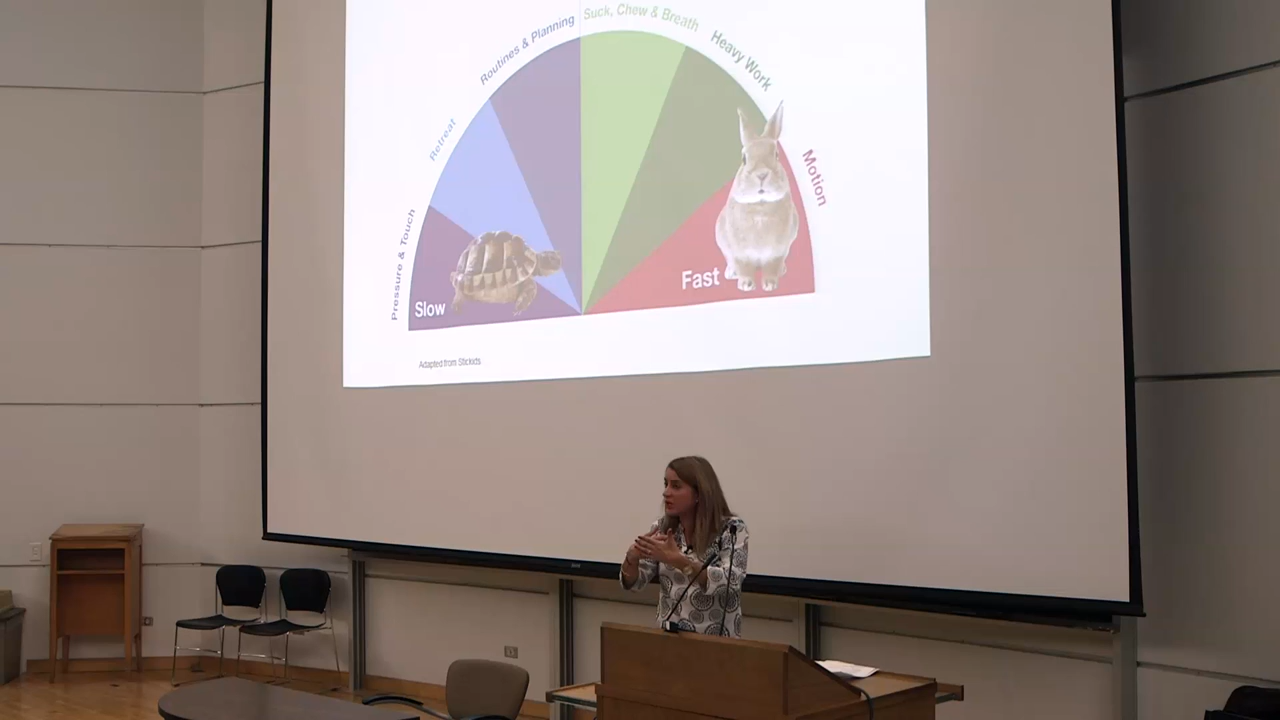 Pressure & Touch
Retreat
Routines & Planning
Suck, Chew & Breath
Heavy Work
Motion
Slow
Fast
Adapted from Stickids